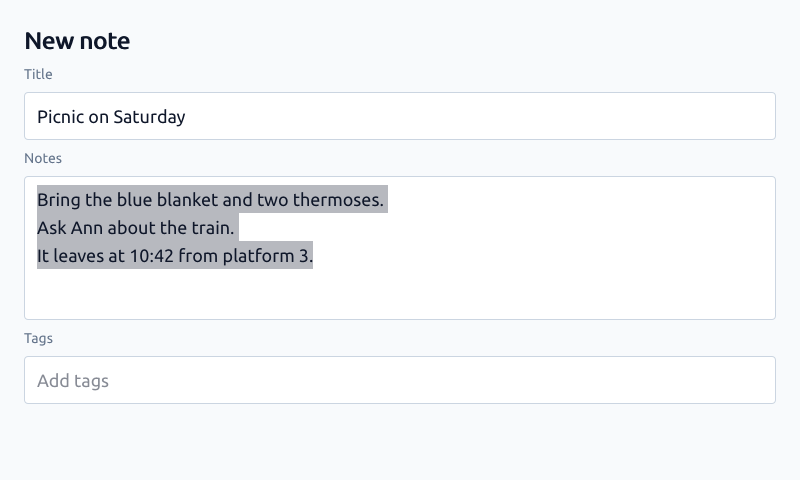 New note
Title
Picnic on Saturday
Notes
Bring the blue blanket and two thermoses.
Ask Ann about the train.
It leaves at 10:42 from platform 3.
Tags
Add tags